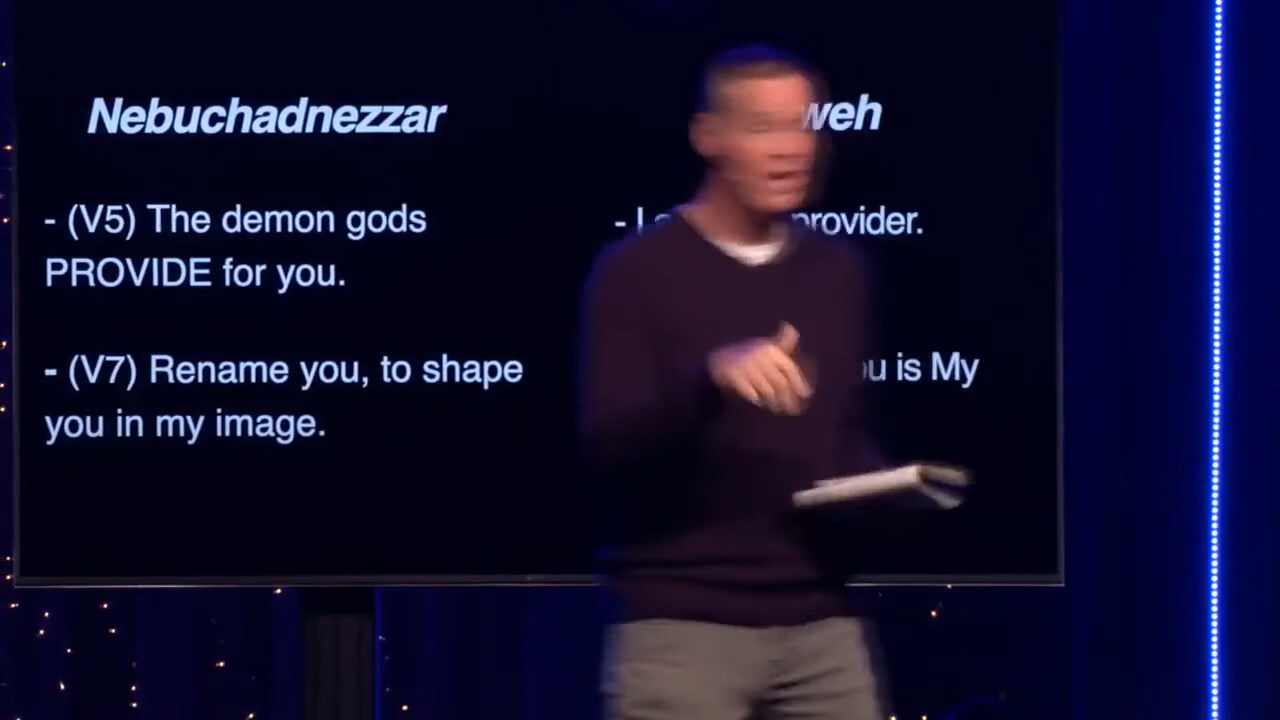 Nebuchadnezzar
- (V5) The demon gods
PROVIDE for you.
- (V7) Rename you, to shape
you in my image.
weh
- I provider.
is My